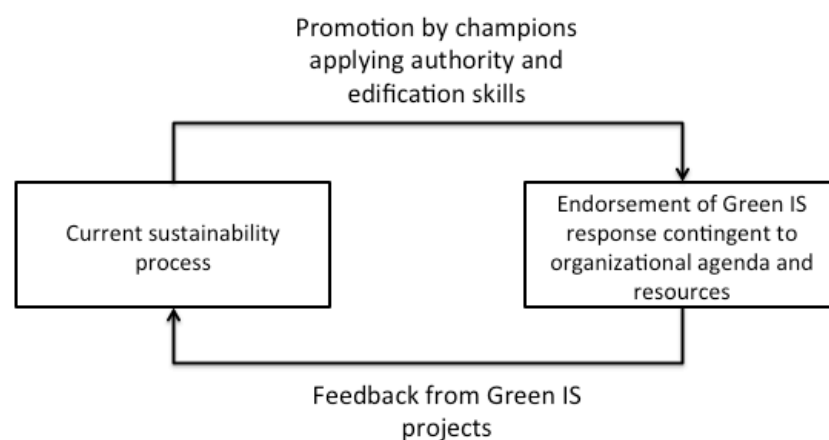 Promotion by champions
applying authority and
edification skills
Current sustainability
process
Endorsement of Green IS
response contingent to
organizational agenda and
resources
Feedback from Green IS
projects